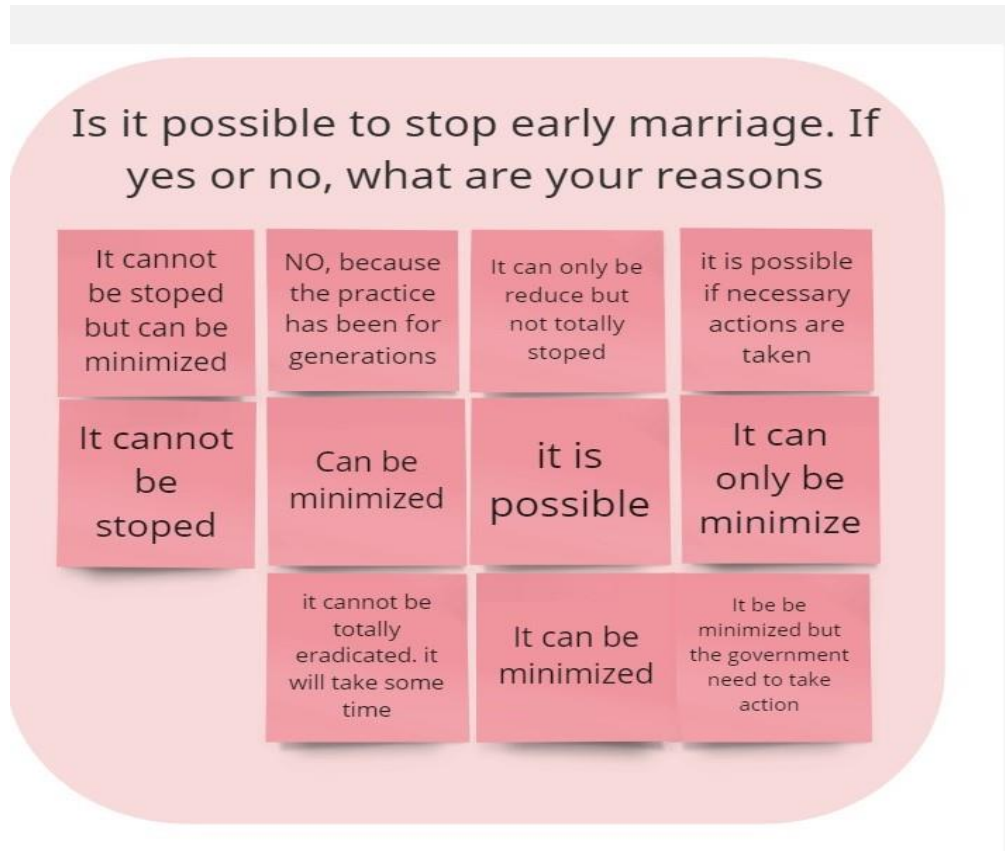 Is it possible to stop early marriage. If
yes or no, what are your reasons
It cannot
be stoped
but can be
minimized
NO, because
the practice
has been for
generations
It can only be
reduce but
not totally
stoped
it is possible
if necessary
actions are
taken
It cannot
be
stoped
Can be
minimized
it is
possible
It can
only be
minimize
it cannot be
totally
eradicated. it
will take some
time
It can be
minimized
It be be
minimized but
the government
need to take
action